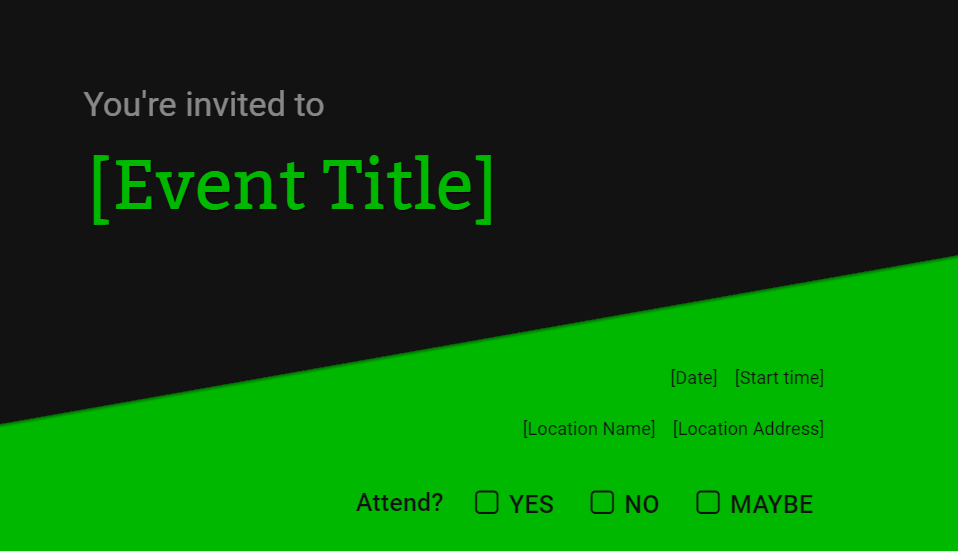 You're invited to
[Event Title]
[Date] [Start time]
[Location Name] [Location Address]
Attend? YES NO MAYBE